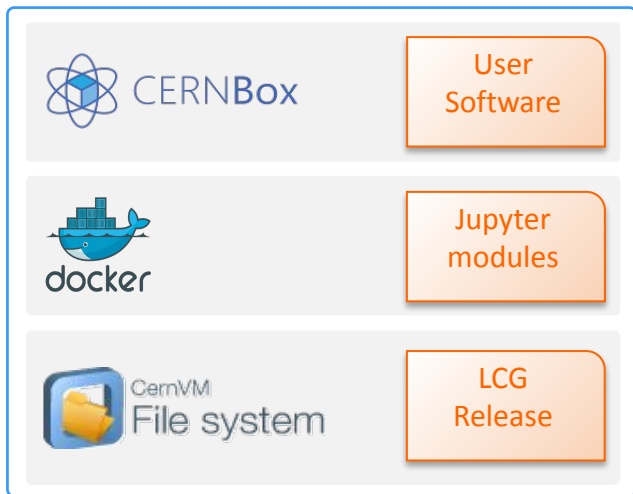 CERNBox
User
Software
docker
Jupyter
modules
CernVM
File system
LCG
Release